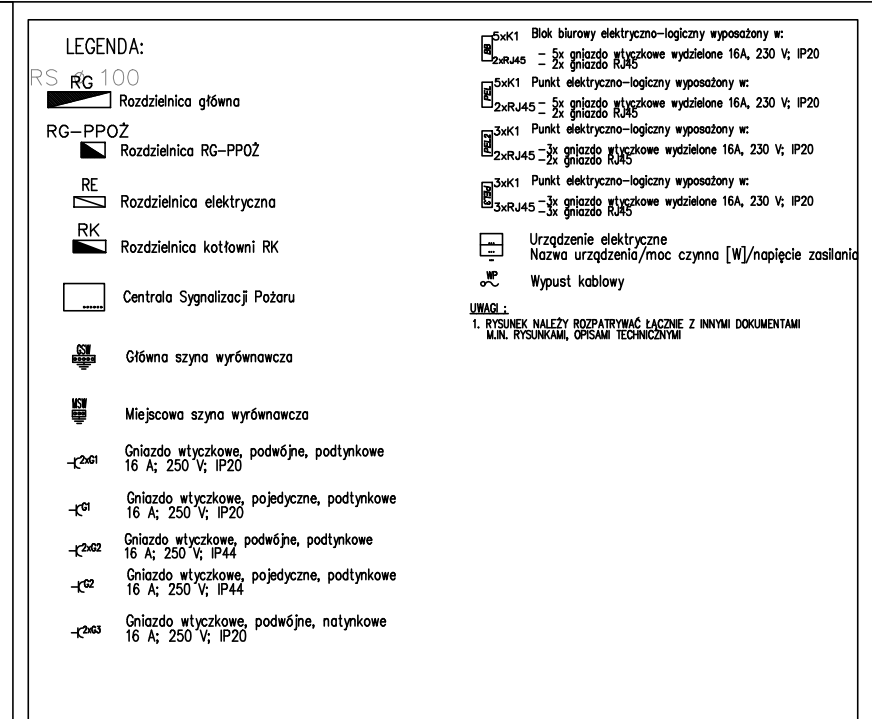 LEGENDA:
RS ø 100
RG
Rozdzielnica główna
RG-PPOŻ
Rozdzielnica RG-PPOŻ
RE
Rozdzielnica elektryczna
RK
Rozdzielnica kotłowni RK
......
Centrala Sygnalizacji Pożaru
GSW
Główna szyna wyrównawcza
MSW
Miejscowa szyna wyrównawcza
2xG1
Gniazdo wtyczkowe, podwójne, podtynkowe
16 A; 250 V; IP20
G1
Gniazdo wtyczkowe, pojedyczne, podtynkowe
16 A; 250 V; IP20
2xG2
Gniazdo wtyczkowe, podwójne, podtynkowe
16 A; 250 V; IP44
G2
Gniazdo wtyczkowe, pojedyczne, podtynkowe
16 A; 250 V; IP44
2xG3
Gniazdo wtyczkowe, podwójne, natynkowe
16 A; 250 V; IP20
BB
5xK1
2xRJ45
Blok biurowy elektryczno-logiczny wyposażony w:
- 5x gniazdo wtyczkowe wydzielone 16A, 230 V; IP20
- 2x gniazdo RJ45
PEL
5xK1
2xRJ45
Punkt elektryczno-logiczny wyposażony w:
- 5x gniazdo wtyczkowe wydzielone 16A, 230 V; IP20
- 2x gniazdo RJ45
PEL2
3xK1
2xRJ45
Punkt elektryczno-logiczny wyposażony w:
-3x gniazdo wtyczkowe wydzielone 16A, 230 V; IP20
-2x gniazdo RJ45
PEL3
3xK1
3xRJ45
Punkt elektryczno-logiczny wyposażony w:
-3x gniazdo wtyczkowe wydzielone 16A, 230 V; IP20
-3x gniazdo RJ45
Urządzenie elektryczne
Nazwa urządzenia/moc czynna [W]/napięcie zasilania
WP
Wypust kablowy
UWAGI :
1. RYSUNEK NALEŻY ROZPATRYWAĆ ŁĄCZNIE Z INNYMI DOKUMENTAMI
M.IN. RYSUNKAMI, OPISAMI TECHNICŻNYMI